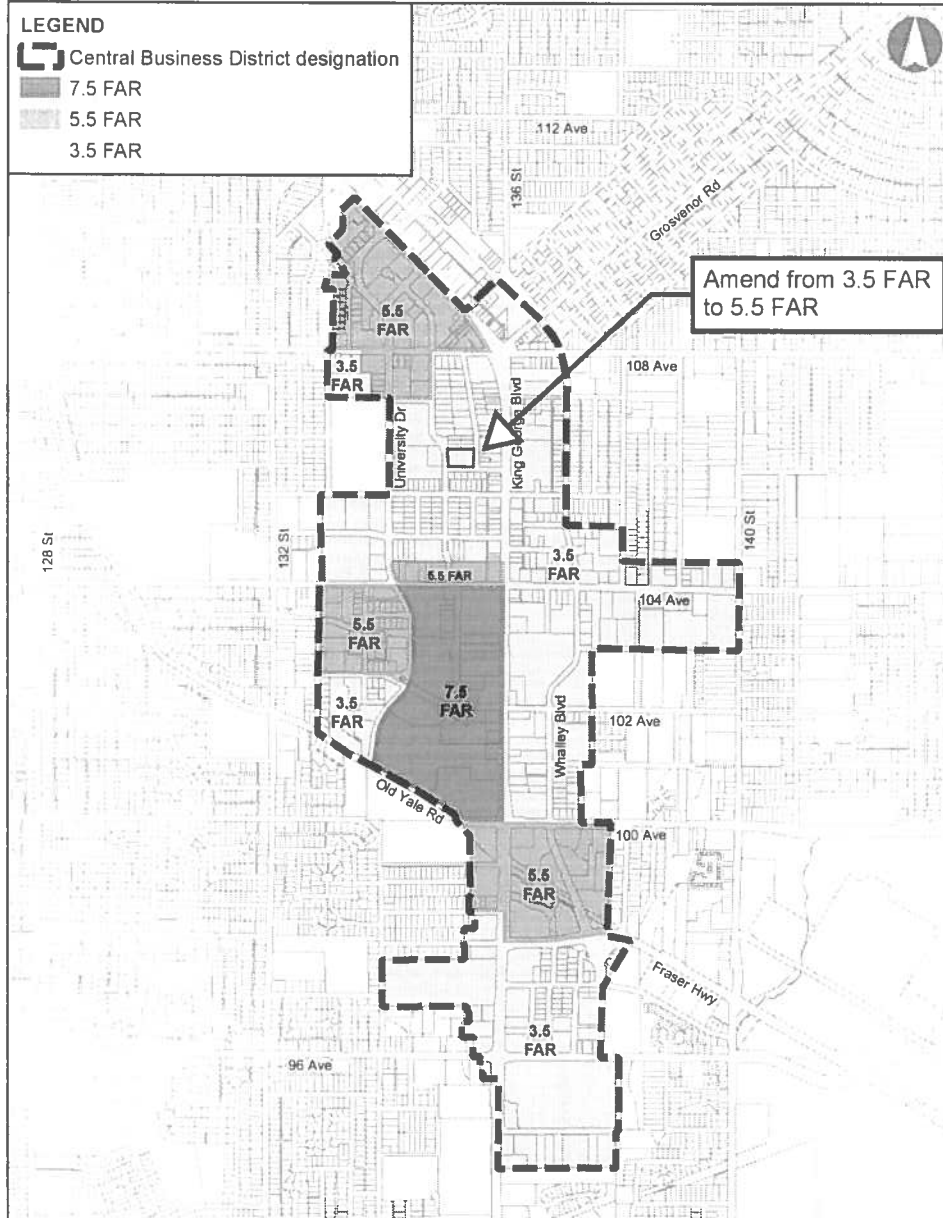 LEGEND
Central Business District designation
7.5 FAR
5.5 FAR
3.5 FAR
112 Ave
136 St
Grosvenor Rd
Amend from 3.5 FAR
to 5.5 FAR
5.5
FAR
3.5
FAR
108 Ave
University Dr
King George Blvd
128 St
132 St
140 St
3.5
FAR
5.5 FAR
104 Ave
5.5
FAR
7.5
FAR
3.5
FAR
Whalley Blvd
102 Ave
Old Yale Rd
100 Ave
5.5
FAR
Fraser Hwy
3.5
FAR
96 Ave